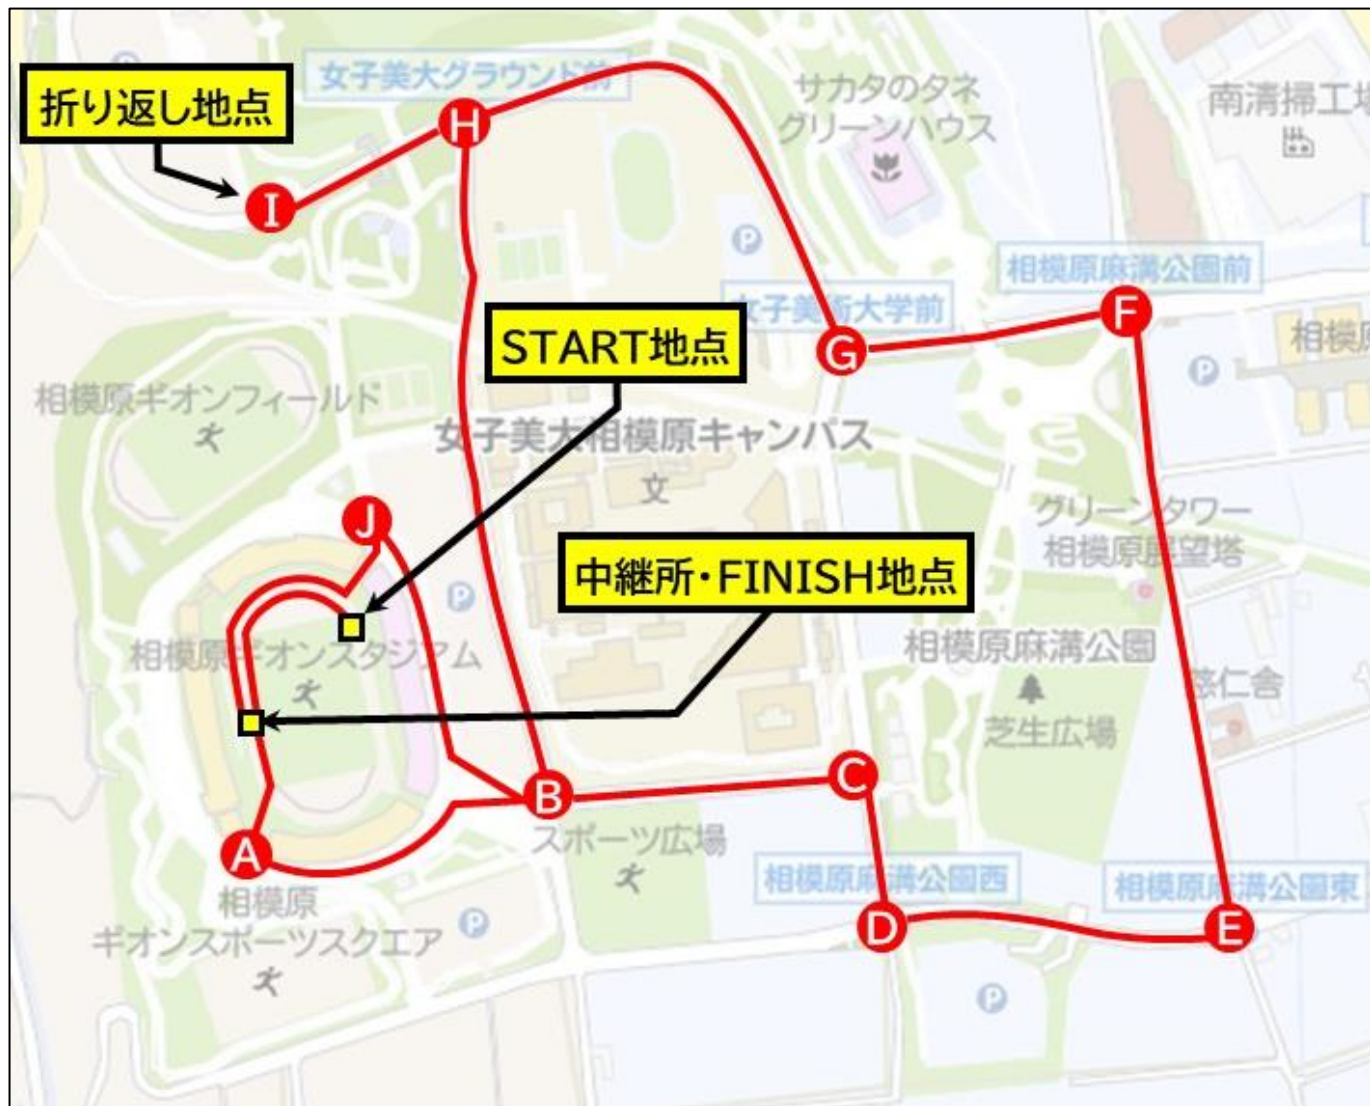 女子美大グラウンド前
折り返し地点
H
I
サカタのタネ
グリーンハウス
南清掃工場
P
相模原麻溝公園前
F
女子美術大学前
G
START地点
相模原
P
相模原ギオンフィールド
女子美大相模原キャンパス
文
J
グリーンタワー
相模原展望塔
中継所・FINISH地点
P
相模原ギオンスタジアム
相模原麻溝公園
芝生広場
慈仁舎
A
B
C
スポーツ広場
相模原麻溝公園西
相模原麻溝公園東
D
E
相模原
ギオンスポーツスクエア
P
P